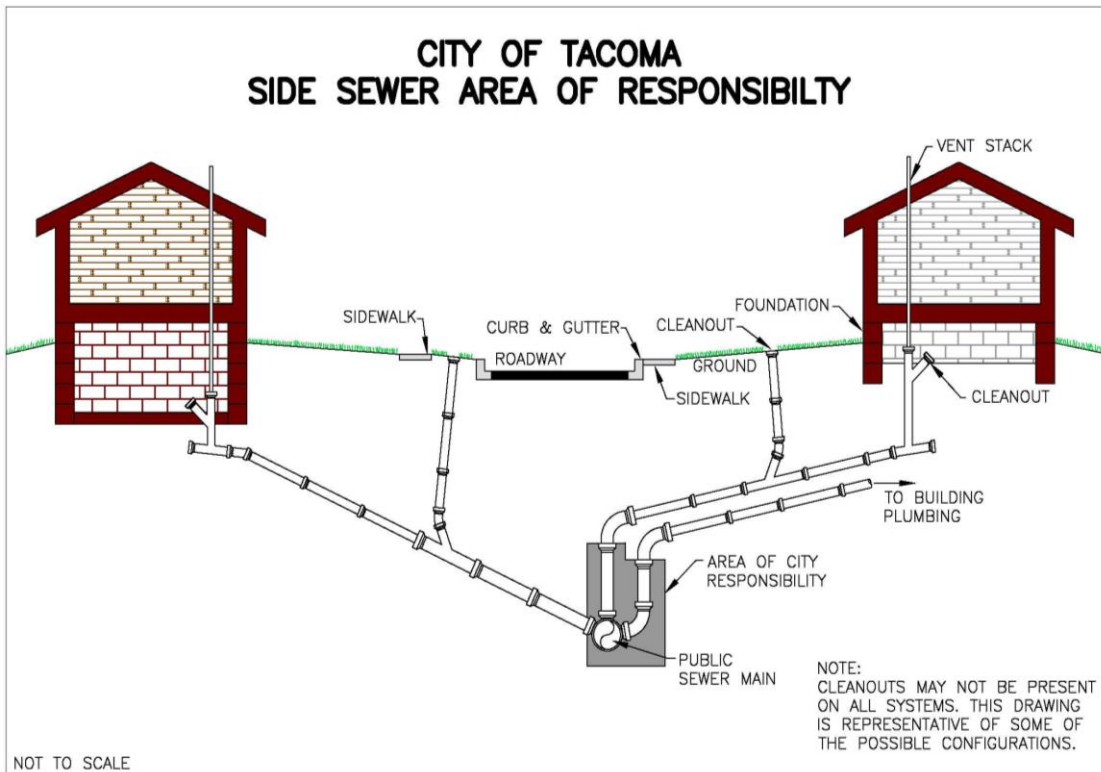 CITY OF TACOMA
SIDE SEWER AREA OF RESPONSIBILTY
VENT STACK
FOUNDATION
SIDEWALK
CURB & GUTTER
CLEANOUT
ROADWAY
GROUND
SIDEWALK
CLEANOUT
TO BUILDING
PLUMBING
AREA OF CITY
RESPONSIBILITY
PUBLIC
SEWER MAIN
NOTE:
CLEANOUTS MAY NOT BE PRESENT
ON ALL SYSTEMS. THIS DRAWING
IS REPRESENTATIVE OF SOME OF
THE POSSIBLE CONFIGURATIONS.
NOT TO SCALE